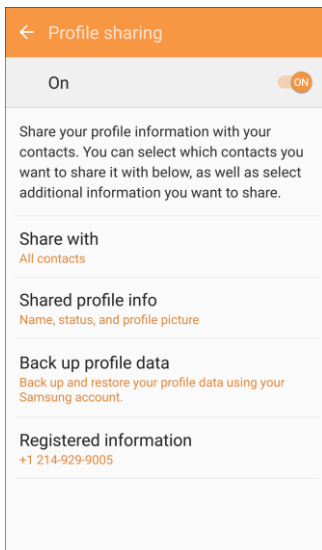 Profile sharing
On
ON
Share your profile information with your
contacts. You can select which contacts you
want to share it with below, as well as select
additional information you want to share.
Share with
All contacts
Shared profile info
Name, status, and profile picture
Back up profile data
Back up and restore your profile data using your
Samsung account.
Registered information
+1 214-929-9005